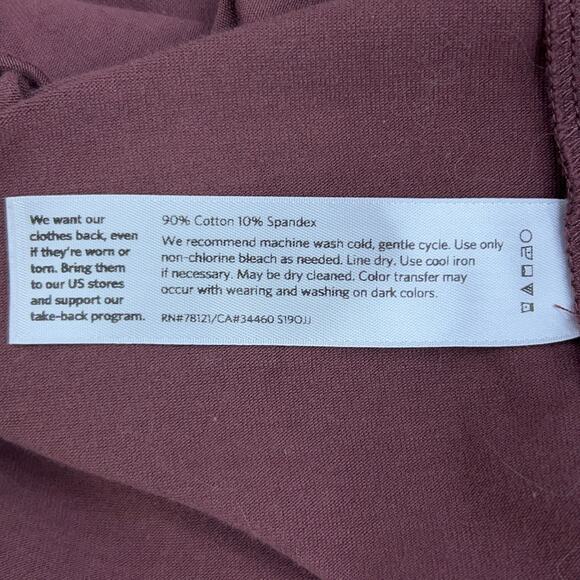 We want our
clothes back, even
if they're worn or
torn. Bring them
to our US stores
and support our
take-back program.
90% Cotton 10% Spandex
We recommend machine wash cold, gentle cycle. Use only
non-chlorine bleach as needed. Line dry. Use cool iron
if necessary. May be dry cleaned. Color transfer may
occur with wearing and washing on dark colors.
RN#78121/CA#34460 S19OJJ